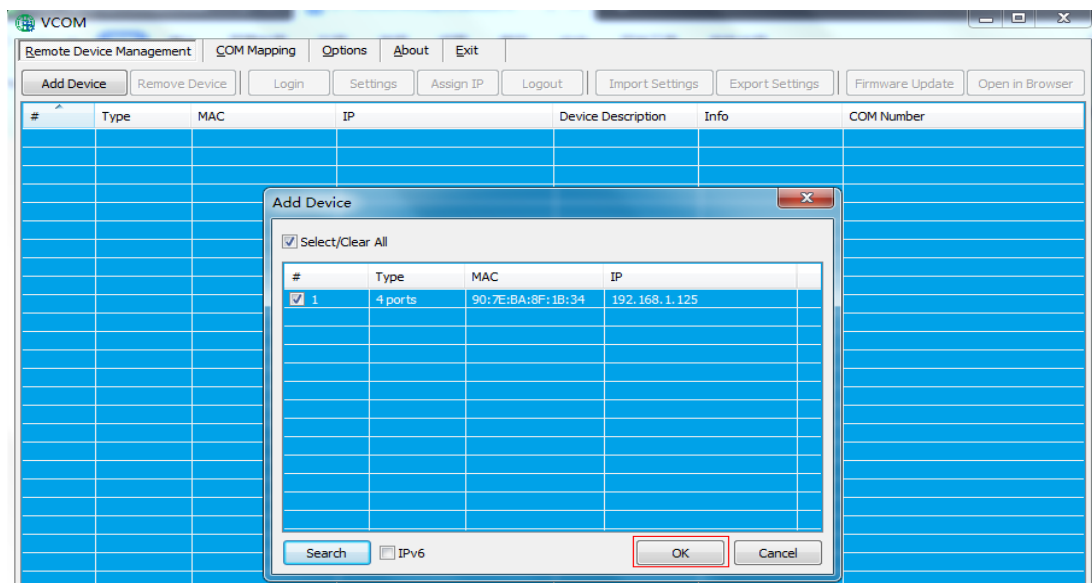 VCOM
Remote Device Management COM Mapping Options About Exit
Add Device Remove Device Login Settings Assign IP Logout Import Settings Export Settings Firmware Update Open in Browser
# Type MAC IP Device Description Info COM Number
Add Device
Select/Clear All
# Type MAC IP
1 4 ports 90:7E:BA:8F:1B:34 192.168.1.125
Search IPv6 OK Cancel